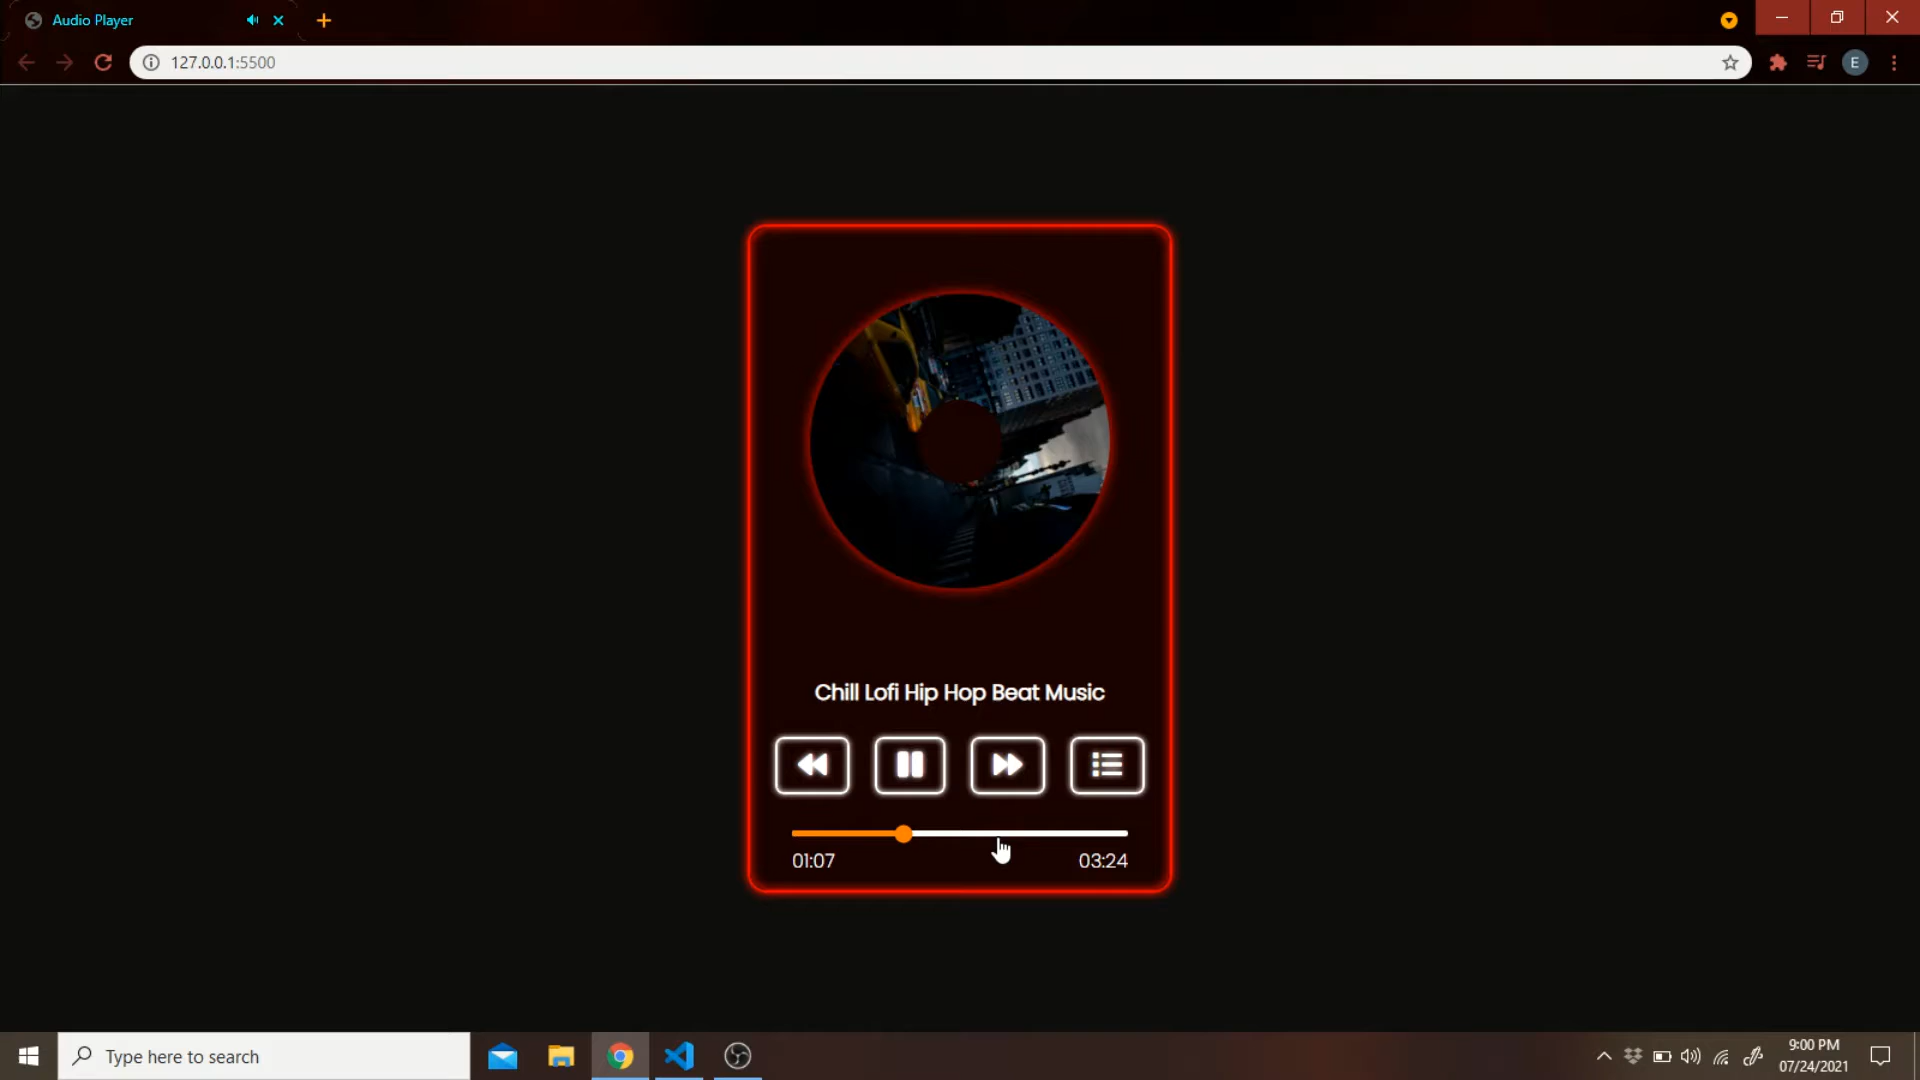 Audio Player
127.0.0.1:5500
E
Chill Lofi Hip Hop Beat Music
01:07
03:24
Type here to search
9:00 PM
07/24/2021